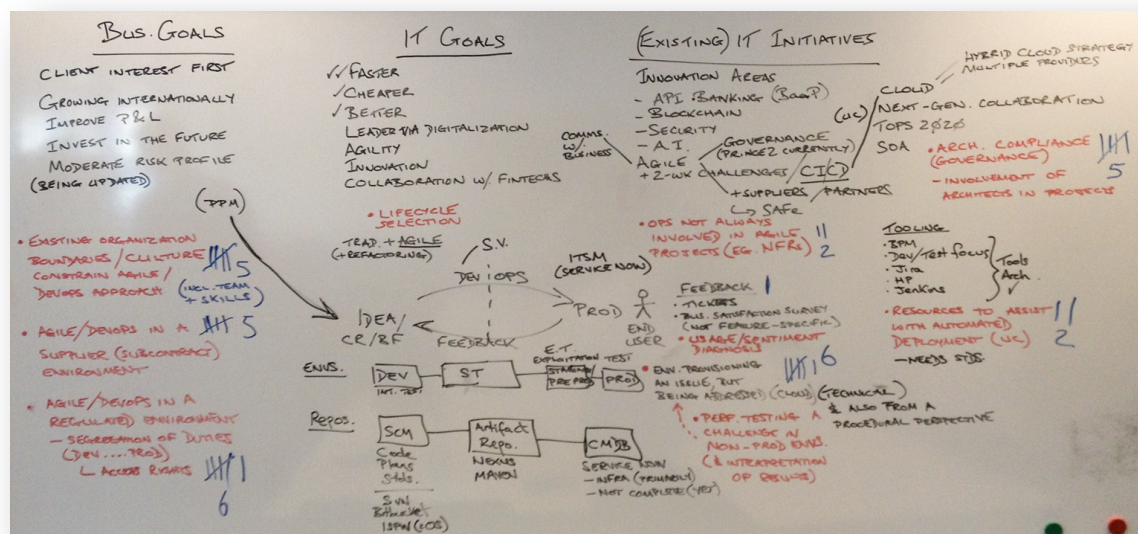 BUS. GOALS
CLIENT INTEREST FIRST
GROWING INTERNATIONALLY
IMPROVE P&L
INVEST IN THE FUTURE
MODERATE RISK PROFILE
(BEING UPDATED)
(PPM)
• EXISTING ORGANIZATION
BOUNDARIES/CULTURE
CONSTRAIN AGILE/
DEVOPS APPROACH
(INCL. TEAM
+ SKILLS)
5
• AGILE/DEVOPS IN A
SUPPLIER (SUBCONTRACT)
ENVIRONMENT
5
• AGILE/DEVOPS IN A
REGULATED ENVIRONMENT
- SEGREGATION OF DUTIES
(DEV....PROD)
ACCESS RIGHTS
6
IT GOALS
✓✓FASTER
✓CHEAPER
✓BETTER
LEADER VIA DIGITALIZATION
AGILITY
INNOVATION
COLLABORATION W/ FINTECHS
• LIFECYCLE
SELECTION
TRAD. + AGILE
(+REFACTORING)
S.V.
DEV | OPS
ITSM
(SERVICE NOW)
IDEA/
CR/BF
FEEDBACK
PROD
END
USER
ENVS.
DEV
INT. TEST
ST
E.T.
EXPLOITATION TEST
PREPROD
PROD
REPOS.
SCM
Code
Plans
Stds.
SVN
Bitbucket
ISPW (zOS)
Artifact
Repo.
NEXUS
MAVEN
CMDB
SERVICE NOW
- INFRA (PRIMARILY)
- NOT COMPLETE (YET)
(EXISTING) IT INITIATIVES
INNOVATION AREAS
- API BANKING (BaaP)
- BLOCKCHAIN
- SECURITY
- A.I.
COMMS.
W/
BUSINESS
AGILE
+ 2-WK CHALLENGES
GOVERNANCE
(PRINCE2 CURRENTLY)
CI/CD
(UC)
+SUPPLIERS/PARTNERS
↳ SAFe
• OPS NOT ALWAYS
INVOLVED IN AGILE
PROJECTS (EG. NFRs)
2
FEEDBACK
- TICKETS
- BUS. SATISFACTION SURVEY
(NOT FEATURE-SPECIFIC)
• USAGE/SENTIMENT
DIAGNOSIS
• ENV. PROVISIONING
AN ISSUE, BUT
BEING ADDRESSED (CLOUD) (TECHNICAL)
6
& ALSO FROM A
PROCEDURAL PERSPECTIVE
• PERF. TESTING A
CHALLENGE IN
NON-PROD ENVS.
(& INTERPRETATION
OF RESULTS)
HYBRID CLOUD STRATEGY
MULTIPLE PROVIDERS
CLOUD
NEXT-GEN. COLLABORATION
TOPS 2020
SOA
• ARCH. COMPLIANCE
(GOVERNANCE)
- INVOLVEMENT OF
ARCHITECTS IN PROJECTS
5
TOOLING
• BPM
• Dev/Test focus
• Jira
• HP
• Jenkins
Tools
Arch.
✓
• RESOURCES TO ASSIST
WITH AUTOMATED
DEPLOYMENT (UC)
- NEEDS STDS.
2